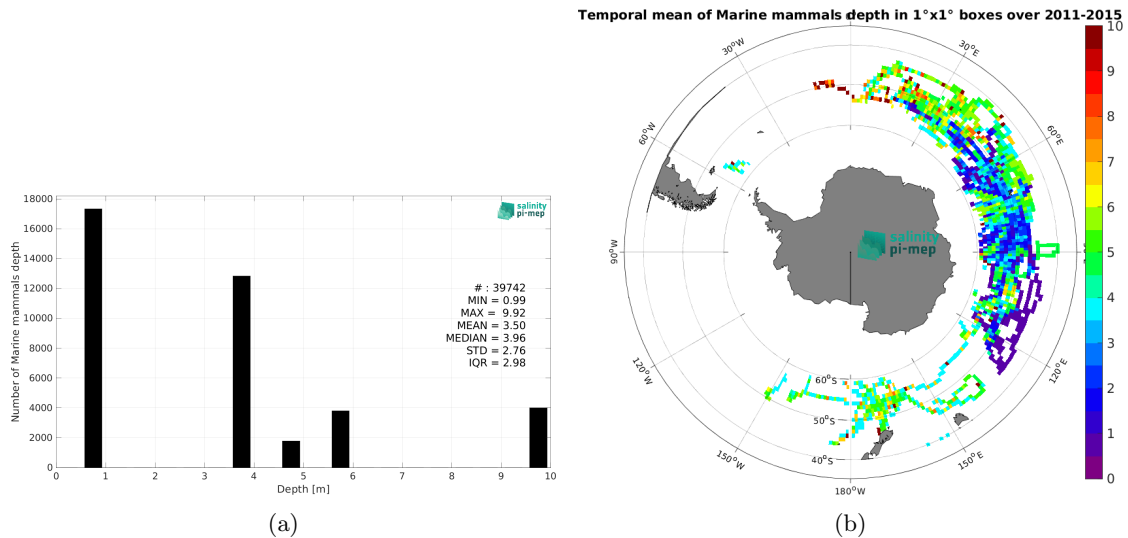 Temporal mean of Marine mammals depth in 1°x1° boxes over 2011-2015
Number of Marine mammals depth
18000
16000
14000
12000
10000
8000
6000
4000
2000
0
salinity
pi-mep
# : 39742
MIN = 0.99
MAX = 9.92
MEAN = 3.50
MEDIAN = 3.96
STD = 2.76
IQR = 2.98
0 1 2 3 4 5 6 7 8 9 10
Depth [m]
(a)
30°W
30°E
60°W
60°E
90°W
120°W
120°E
150°W
150°E
180°W
60°S
50°S
40°S
salinity
pi-mep
10
9
8
7
6
5
4
3
2
1
0
(b)